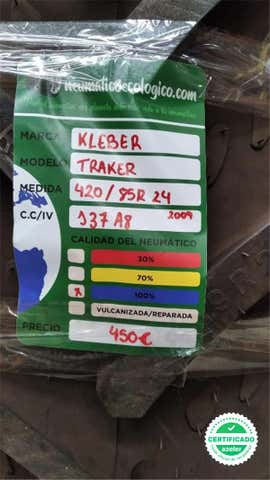 neumaticoecologico.com
MARCA KLEBER
MODELO TRAKER
MEDIDA 420/85R 24
C.C/IV 137 A8 2009
CALIDAD DEL NEUMÁTICO
30%
70%
X 100%
VULCANIZADA/REPARADA
PRECIO 450€
CERTIFICADO
azeler